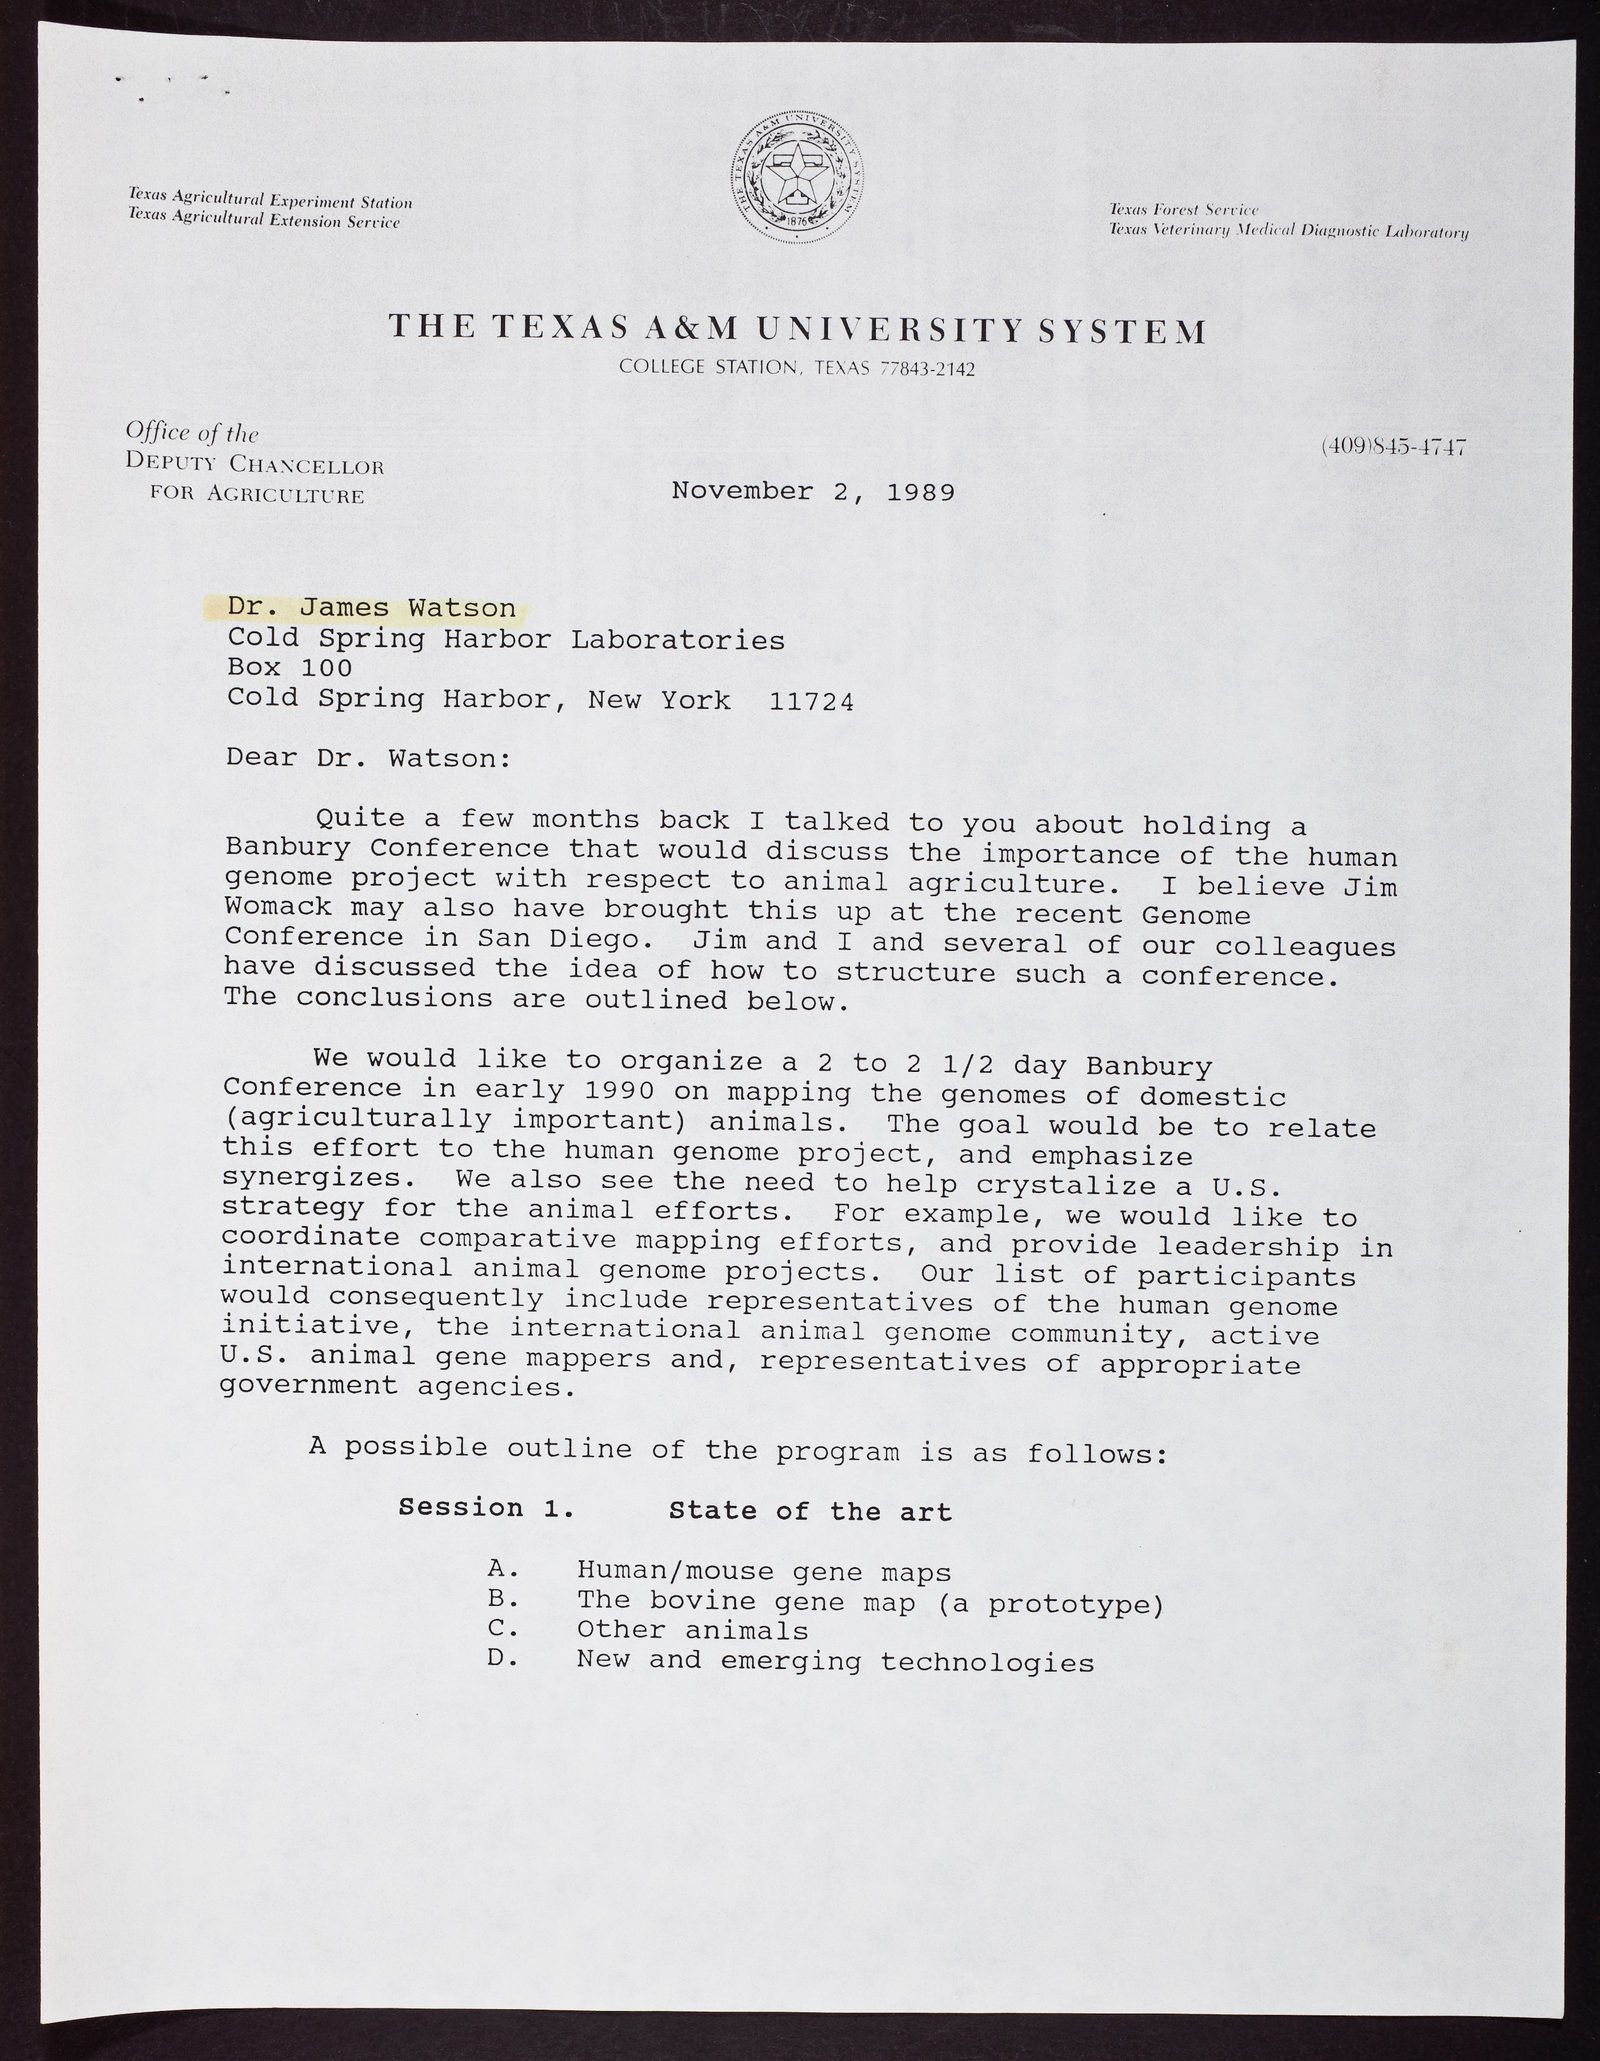 THE TEXAS A&M UNIVERSITY SYSTEM
1876
Texas Agricultural Experiment Station
Texas Agricultural Extension Service
Texas Forest Service
Texas Veterinary Medical Diagnostic Laboratory
THE TEXAS A&M UNIVERSITY SYSTEM
COLLEGE STATION, TEXAS 77843-2142
Office of the
DEPUTY CHANCELLOR
FOR AGRICULTURE
(409)845-4747
November 2, 1989
Dr. James Watson
Cold Spring Harbor Laboratories
Box 100
Cold Spring Harbor, New York  11724
Dear Dr. Watson:
Quite a few months back I talked to you about holding a
Banbury Conference that would discuss the importance of the human
genome project with respect to animal agriculture.  I believe Jim
Womack may also have brought this up at the recent Genome
Conference in San Diego.  Jim and I and several of our colleagues
have discussed the idea of how to structure such a conference.
The conclusions are outlined below.
We would like to organize a 2 to 2 1/2 day Banbury
Conference in early 1990 on mapping the genomes of domestic
(agriculturally important) animals.  The goal would be to relate
this effort to the human genome project, and emphasize
synergizes.  We also see the need to help crystalize a U.S.
strategy for the animal efforts.  For example, we would like to
coordinate comparative mapping efforts, and provide leadership in
international animal genome projects.  Our list of participants
would consequently include representatives of the human genome
initiative, the international animal genome community, active
U.S. animal gene mappers and, representatives of appropriate
government agencies.
A possible outline of the program is as follows:
Session 1.     State of the art
A.   Human/mouse gene maps
B.   The bovine gene map (a prototype)
C.   Other animals
D.   New and emerging technologies